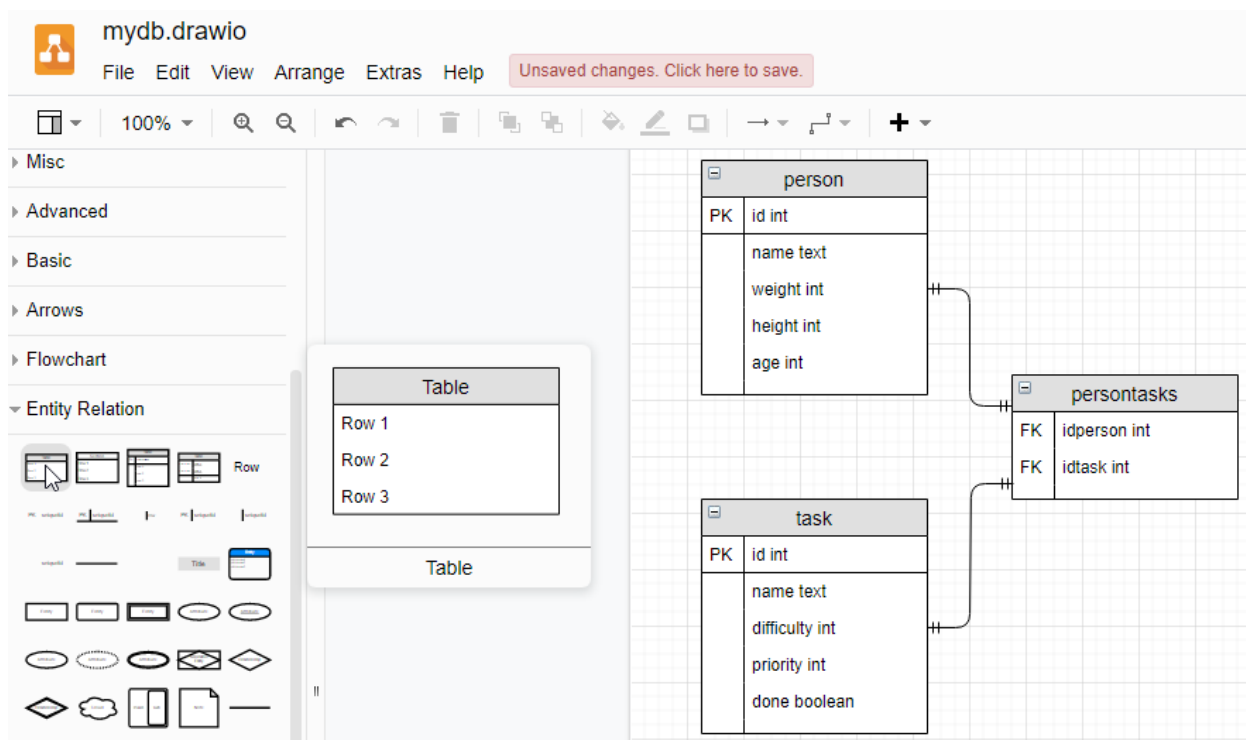 mydb.drawio
File Edit View Arrange Extras Help Unsaved changes. Click here to save.
100%
Misc
Advanced
Basic
Arrows
Flowchart
Entity Relation
Row
Title
Table
Row 1
Row 2
Row 3
Table
person
PK id int
name text
weight int
height int
age int
persontasks
FK idperson int
FK idtask int
task
PK id int
name text
difficulty int
priority int
done boolean